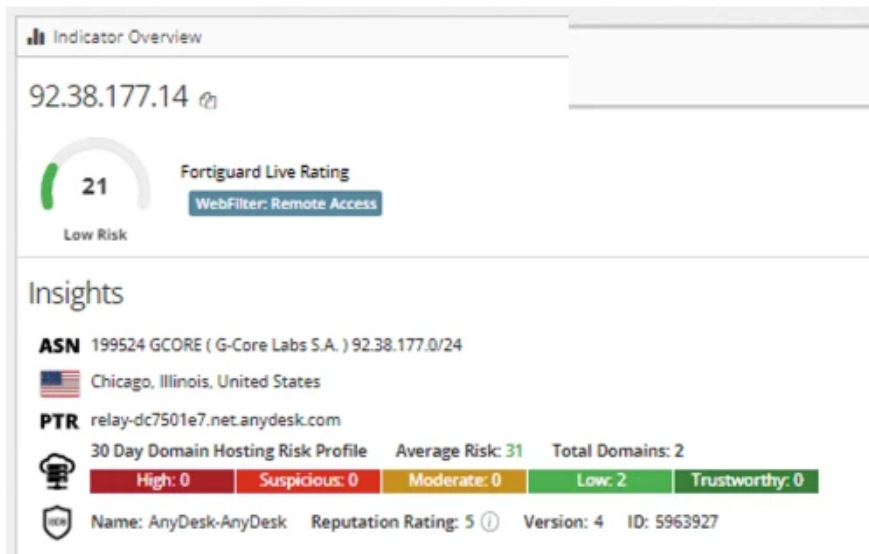 Indicator Overview
92.38.177.14
21
Low Risk
Fortiguard Live Rating
WebFilter: Remote Access
Insights
ASN 199524 GCORE ( G-Core Labs S.A. ) 92.38.177.0/24
Chicago, Illinois, United States
PTR relay-dc7501e7.net.anydesk.com
30 Day Domain Hosting Risk Profile Average Risk: 31 Total Domains: 2
High: 0 Suspicious: 0 Moderate: 0 Low: 2 Trustworthy: 0
Name: AnyDesk-AnyDesk Reputation Rating: 5 Version: 4 ID: 5963927